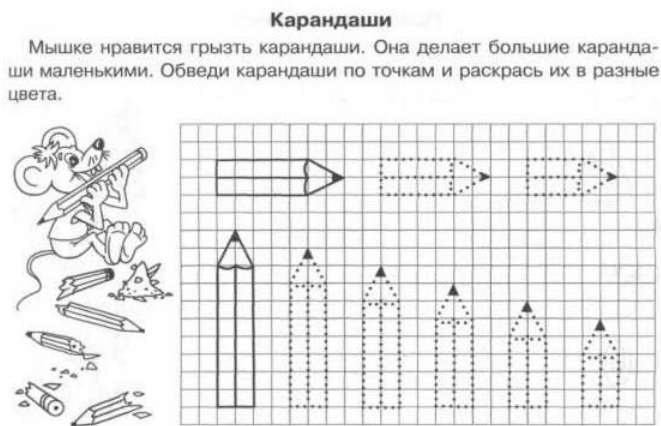 Карандаши
Мышке нравится грызть карандаши. Она делает большие каранда-
ши маленькими. Обведи карандаши по точкам и раскрась их в разные
цвета.